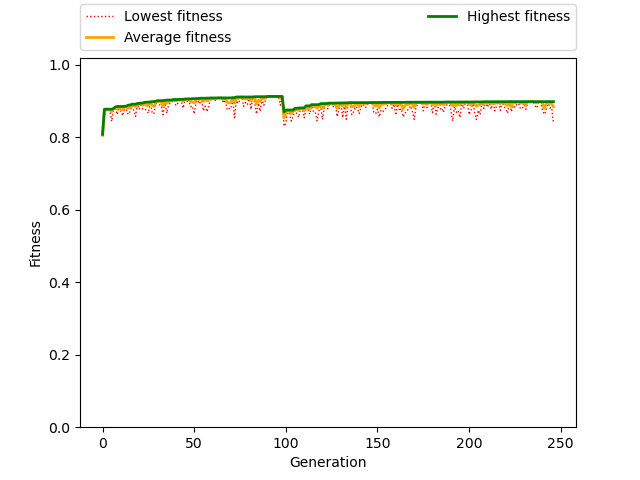 Lowest fitness
Highest fitness
Average fitness
1.0
0.8
0.6
0.4
0.2
0.0
Fitness
0 50 100 150 200 250
Generation